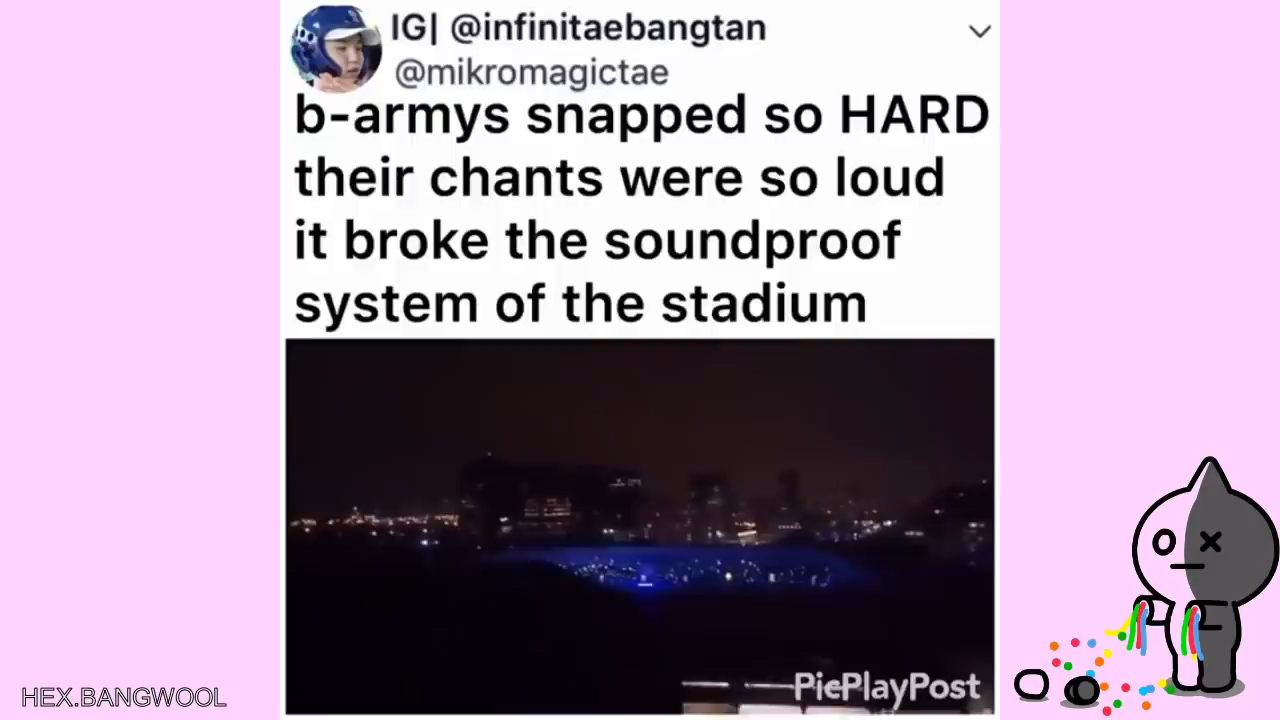 IG| @infinitaebangtan
@mikromagictae
b-armys snapped so HARD
their chants were so loud
it broke the soundproof
system of the stadium
PicPlayPost
HEX.BANGWOOL